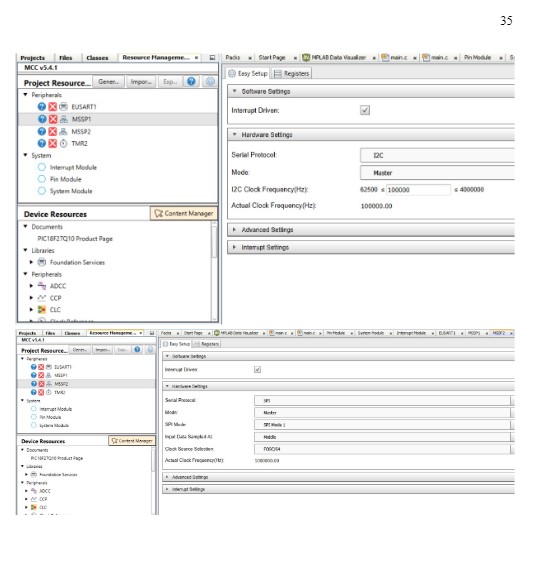 35
Projects Files Classes Resource Manageme... ×
MCC v5.4.1
Project Resource... Gener... Impor... Exp...
Peripherals
EUSART1
MSSP1
MSSP2
TMR2
System
Interrupt Module
Pin Module
System Module
Device Resources Content Manager
Documents
PIC18F27Q10 Product Page
Libraries
Foundation Services
Peripherals
ADCC
CCP
CLC
Packs × Start Page × MPLAB Data Visualizer × main.c × main.c × Pin Module ×
Easy Setup Registers
Software Settings
Interrupt Driven:
Hardware Settings
Serial Protocol: I2C
Mode: Master
I2C Clock Frequency(Hz): 62500 ≤ 100000 ≤ 4000000
Actual Clock Frequency(Hz): 100000.00
Advanced Settings
Interrupt Settings
Projects Files Classes Resource Manageme... ×
MCC v5.4.1
Project Resource... Gener... Impor... Exp...
Peripherals
EUSART1
MSSP1
MSSP2
TMR2
System
Interrupt Module
Pin Module
System Module
Device Resources Content Manager
Documents
PIC18F27Q10 Product Page
Libraries
Foundation Services
Peripherals
ADCC
CCP
CLC
Packs × Start Page × MPLAB Data Visualizer × main.c × main.c × Pin Module × System Module × Interrupt Module × EUSART1 × MSSP1 × MSSP2 ×
Easy Setup Registers
Software Settings
Interrupt Driven:
Hardware Settings
Serial Protocol: SPI
Mode: Master
SPI Mode: SPI Mode 1
Input Data Sampled At: Middle
Clock Source Selection: FOSC/64
Actual Clock Frequency(Hz): 1000000.00
Advanced Settings
Interrupt Settings